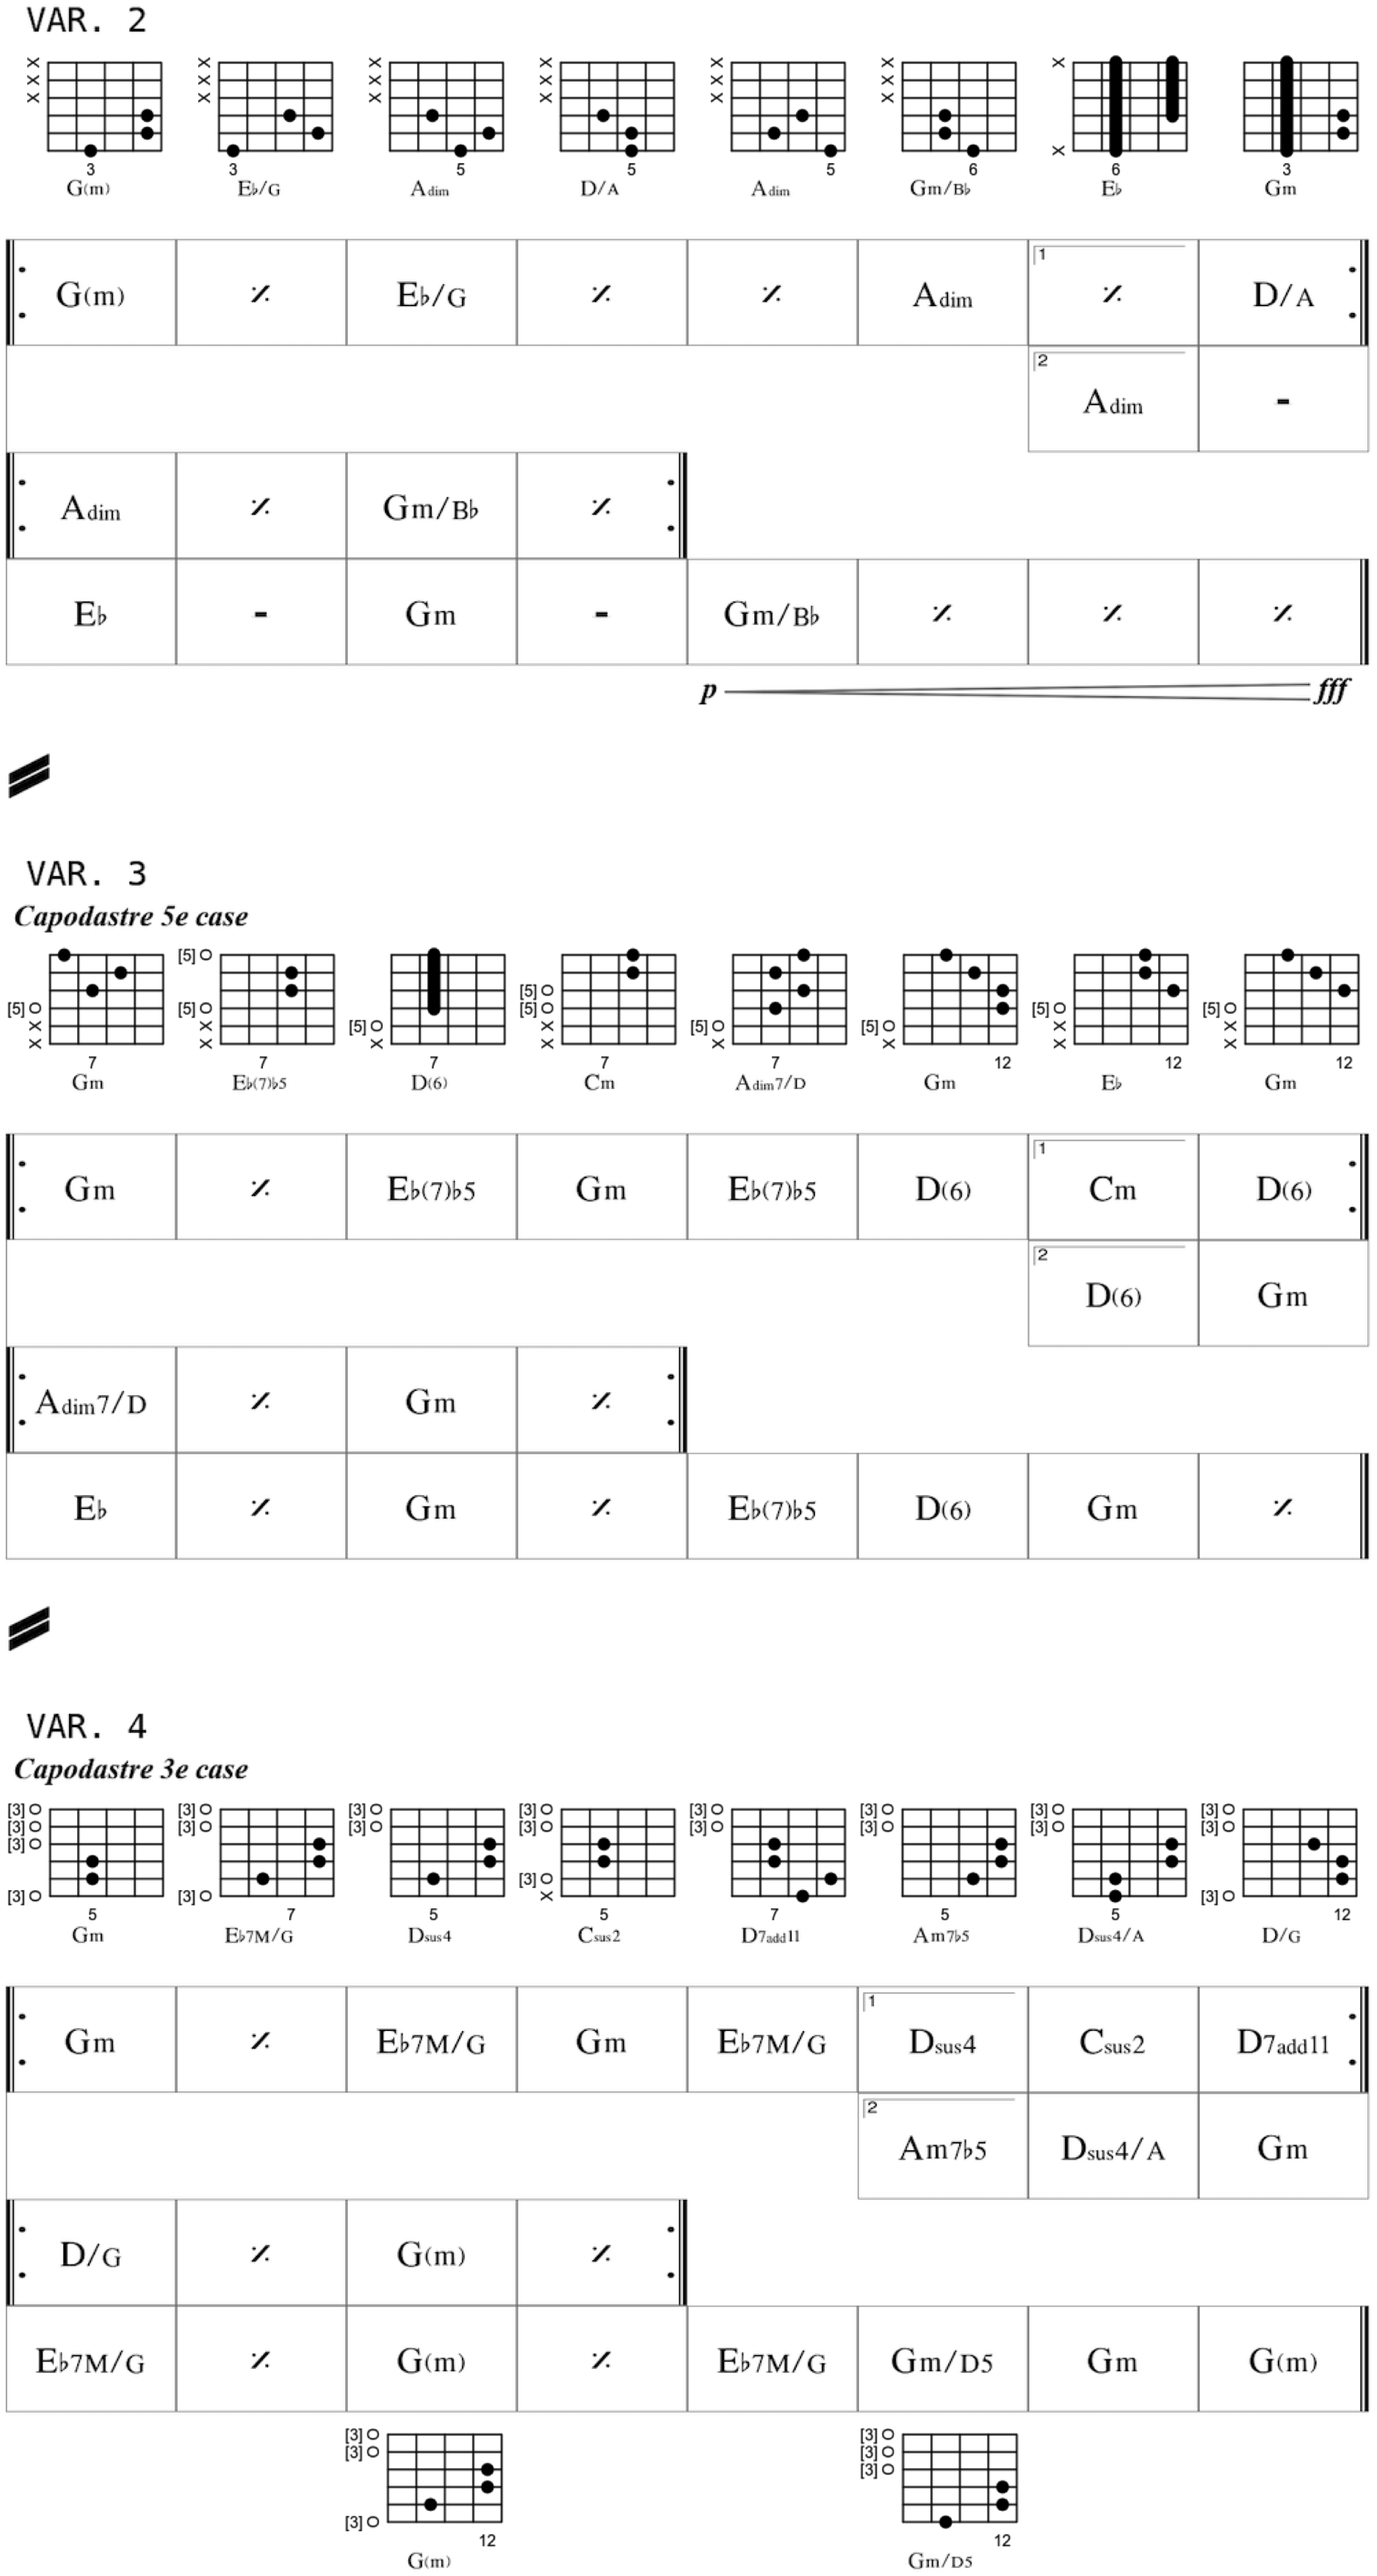 VAR. 2
X X X X X X X X X X X X X X X X X X X
X
3 3 5 5 5 6 6 3
G(m) E♭/G Adim D/A Adim Gm/B♭ E♭ Gm
G(m) ٪ E♭/G ٪ ٪ Adim 1 ٪ D/A
2 Adim -
Adim ٪ Gm/B♭ ٪
E♭ - Gm - Gm/B♭ ٪ ٪ ٪
p fff
VAR. 3
Capodastre 5e case
[5] O
[5] O
[5] O [5] O [5] O [5] O [5] O
[5] O [5] O [5] O
X X X X X X X X X X X X
7 7 7 7 7 12 12 12
Gm E♭(7)♭5 D(6) Cm Adim7/D Gm E♭ Gm
Gm ٪ E♭(7)♭5 Gm E♭(7)♭5 D(6) 1 Cm D(6)
2 D(6) Gm
Adim7/D ٪ Gm ٪
E♭ ٪ Gm ٪ E♭(7)♭5 D(6) Gm ٪
VAR. 4
Capodastre 3e case
[3] O [3] O [3] O [3] O [3] O [3] O [3] O [3] O
[3] O [3] O [3] O [3] O [3] O [3] O [3] O [3] O
[3] O
[3] O
[3] O [3] O X [3] O
5 7 5 5 7 5 5 12
Gm E♭7M/G Dsus4 Csus2 D7add11 Am7♭5 Dsus4/A D/G
Gm ٪ E♭7M/G Gm E♭7M/G 1 Dsus4 Csus2 D7add11
2 Am7♭5 Dsus4/A Gm
D/G ٪ G(m) ٪
E♭7M/G ٪ G(m) ٪ E♭7M/G Gm/D5 Gm G(m)
[3] O [3] O
[3] O [3] O
[3] O
[3] O
12 12
G(m) Gm/D5